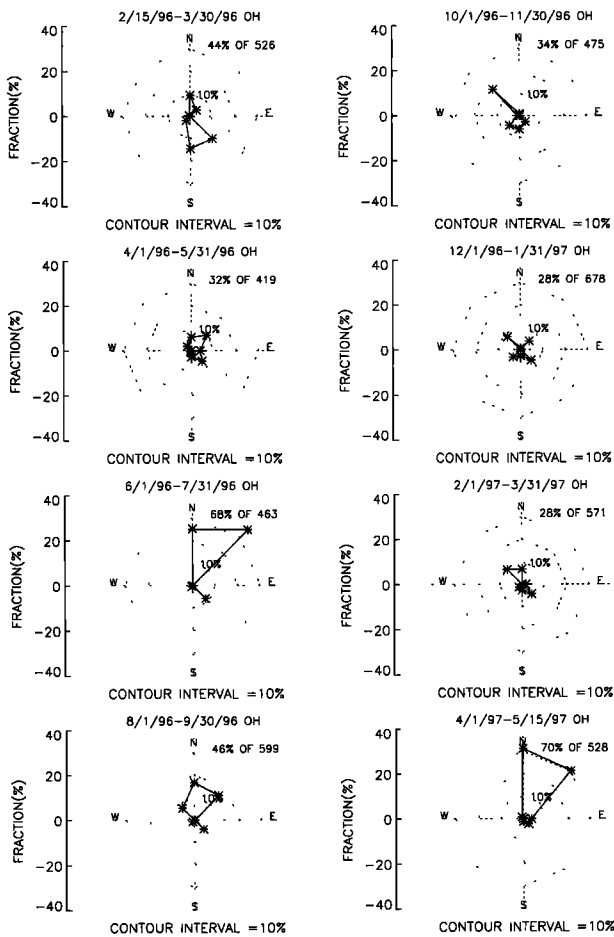 2/15/96-3/30/96 OH
44% OF 526
40
20
0
-20
-40
FRACTION(%)
N
W
E
S
10%
CONTOUR INTERVAL =10%
10/1/96-11/30/96 OH
34% OF 475
40
20
0
-20
-40
FRACTION(%)
N
W
E
S
10%
CONTOUR INTERVAL =10%
4/1/96-5/31/96 OH
32% OF 419
40
20
0
-20
-40
FRACTION(%)
N
W
E
S
10%
CONTOUR INTERVAL =10%
12/1/96-1/31/97 OH
28% OF 678
40
20
0
-20
-40
FRACTION(%)
N
W
E
S
10%
CONTOUR INTERVAL =10%
6/1/96-7/31/96 OH
68% OF 463
40
20
0
-20
-40
FRACTION(%)
N
W
E
S
10%
CONTOUR INTERVAL =10%
2/1/97-3/31/97 OH
28% OF 571
40
20
0
-20
-40
FRACTION(%)
N
W
E
S
10%
CONTOUR INTERVAL =10%
8/1/96-9/30/96 OH
46% OF 599
40
20
0
-20
-40
FRACTION(%)
N
W
E
S
10%
CONTOUR INTERVAL =10%
4/1/97-5/15/97 OH
70% OF 528
40
20
0
-20
-40
FRACTION(%)
N
W
E
S
10%
CONTOUR INTERVAL =10%